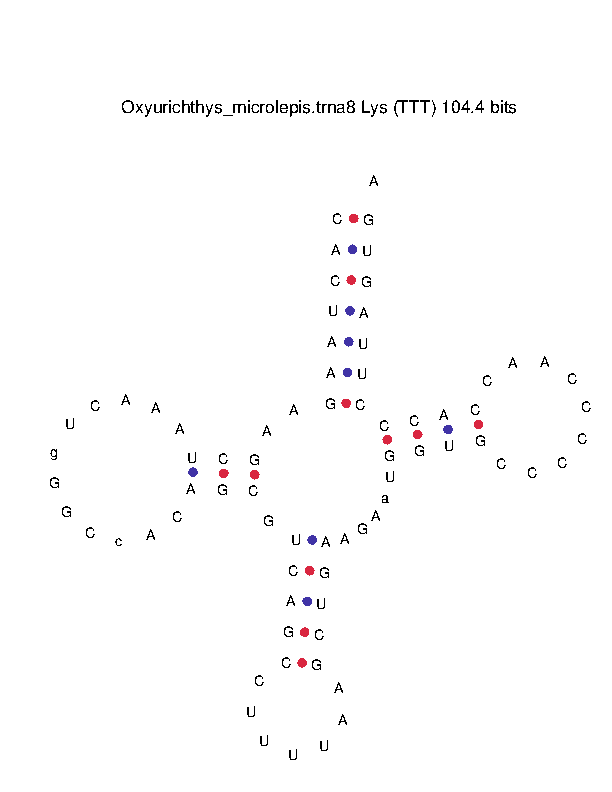 Oxyurichthys_microlepis.trna8 Lys (TTT) 104.4 bits
A
C G
A U
C G
U A
A U
A A
A U
C C
C A A A G C A C C
U A A C C
G C
g U C G G G U
C C C
G A G C U
a
G C G A
C c A U A A G
C G
A U
G C
C G
C A
U A
U U
U